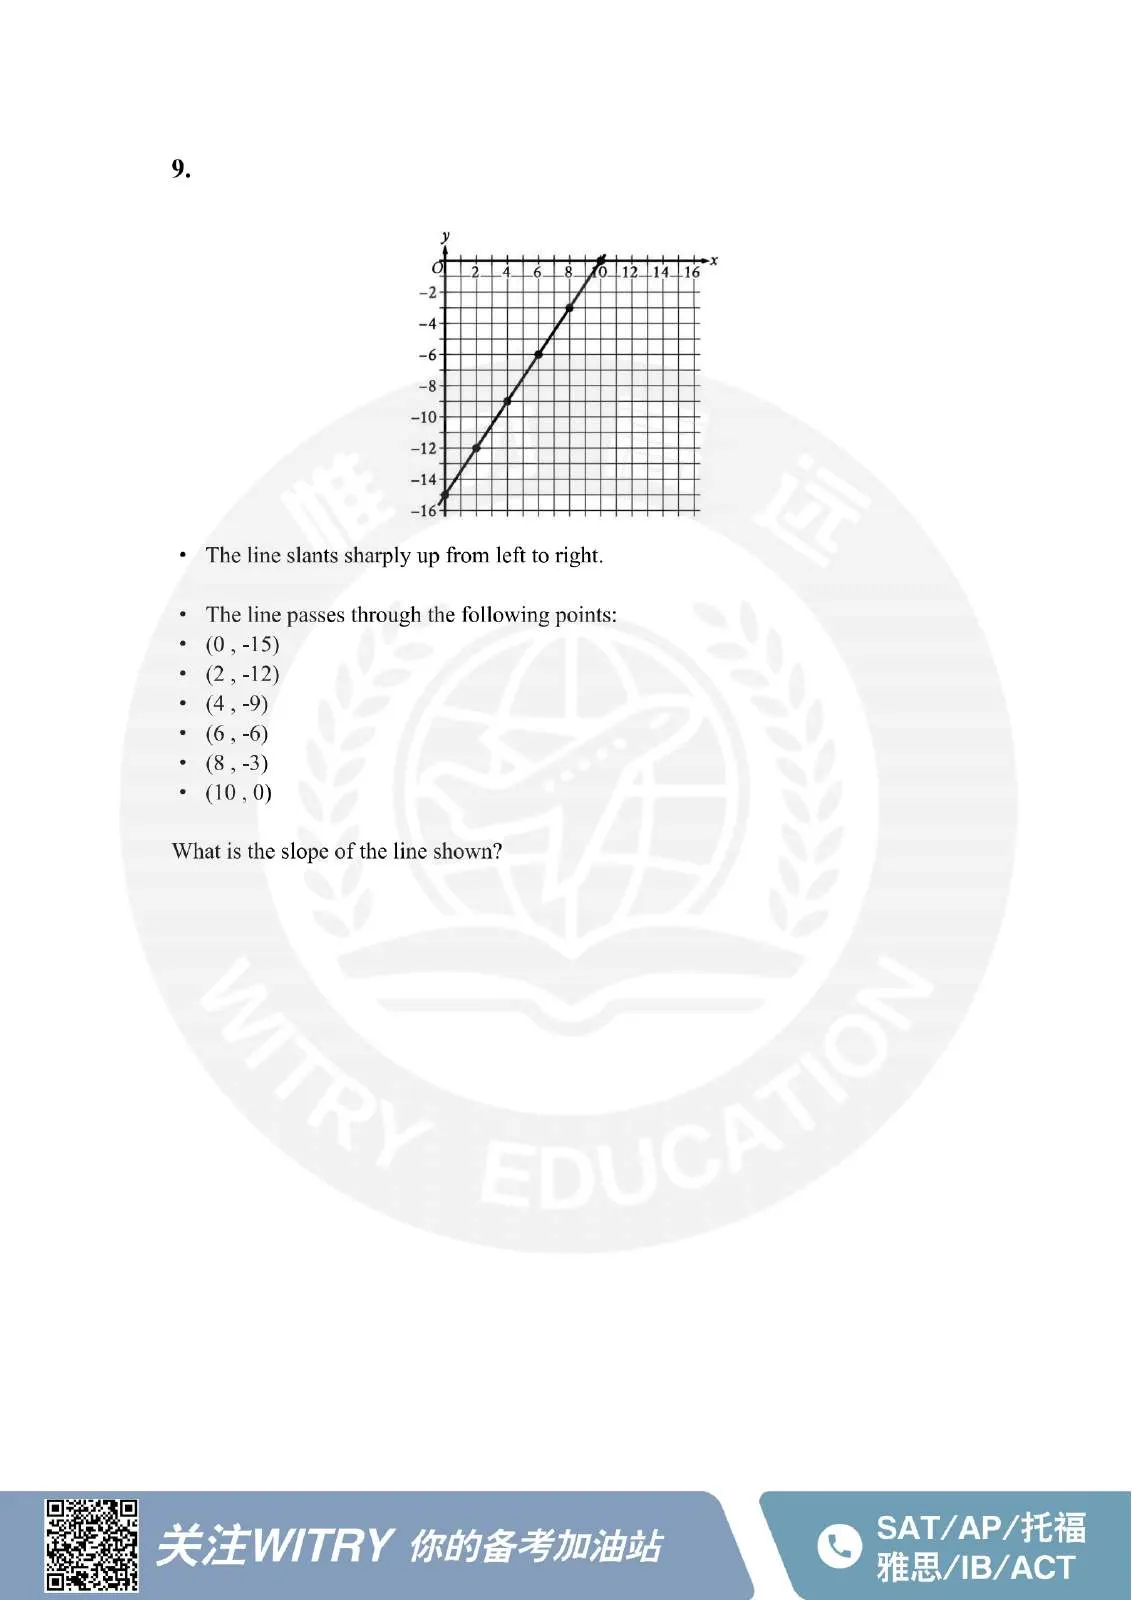 9.
y
O 2 4 6 8 10 12 14 16 x
-2
-4
-6
-8
-10
-12
-14
-16
• The line slants sharply up from left to right.
• The line passes through the following points:
• (0 , -15)
• (2 , -12)
• (4 , -9)
• (6 , -6)
• (8 , -3)
• (10 , 0)
What is the slope of the line shown?
远
WITRY EDUCATION
关注WITRY 你的备考加油站
SAT/AP/托福
雅思/IB/ACT